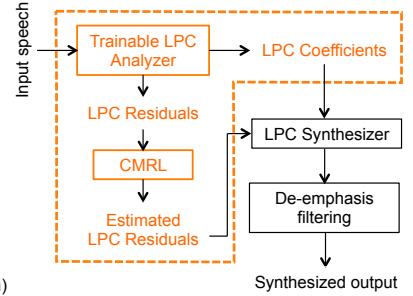 Input speech
Trainable LPC
Analyzer
LPC Coefficients
LPC Residuals
LPC Synthesizer
CMRL
De-emphasis
filtering
Estimated
LPC Residuals
Synthesized output